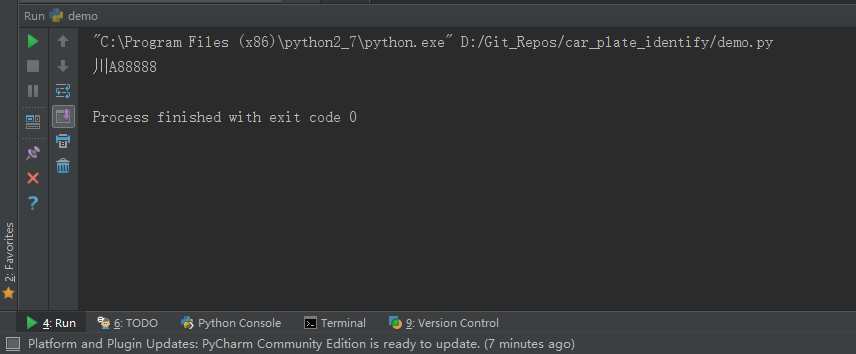 Run demo
"C:\Program Files (x86)\python2_7\python.exe" D:/Git_Repos/car_plate_identify/demo.py
川A88888
Process finished with exit code 0
2: Favorites
4: Run 6: TODO Python Console Terminal 9: Version Control
Platform and Plugin Updates: PyCharm Community Edition is ready to update. (7 minutes ago)